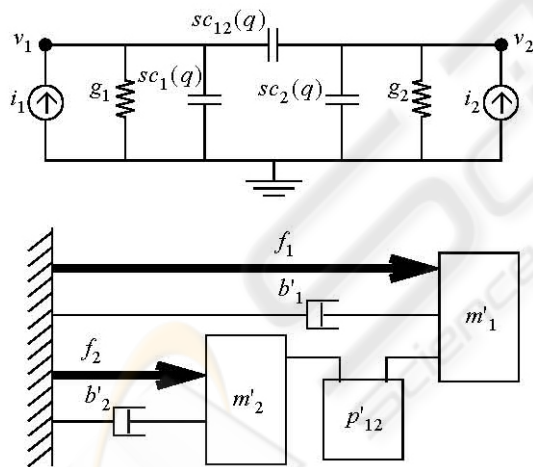 sc12(q)
v1 v2
i1 g1 sc1(q) sc2(q) g2 i2
f1
b'1
m'1
f2
b'2
m'2
p'12